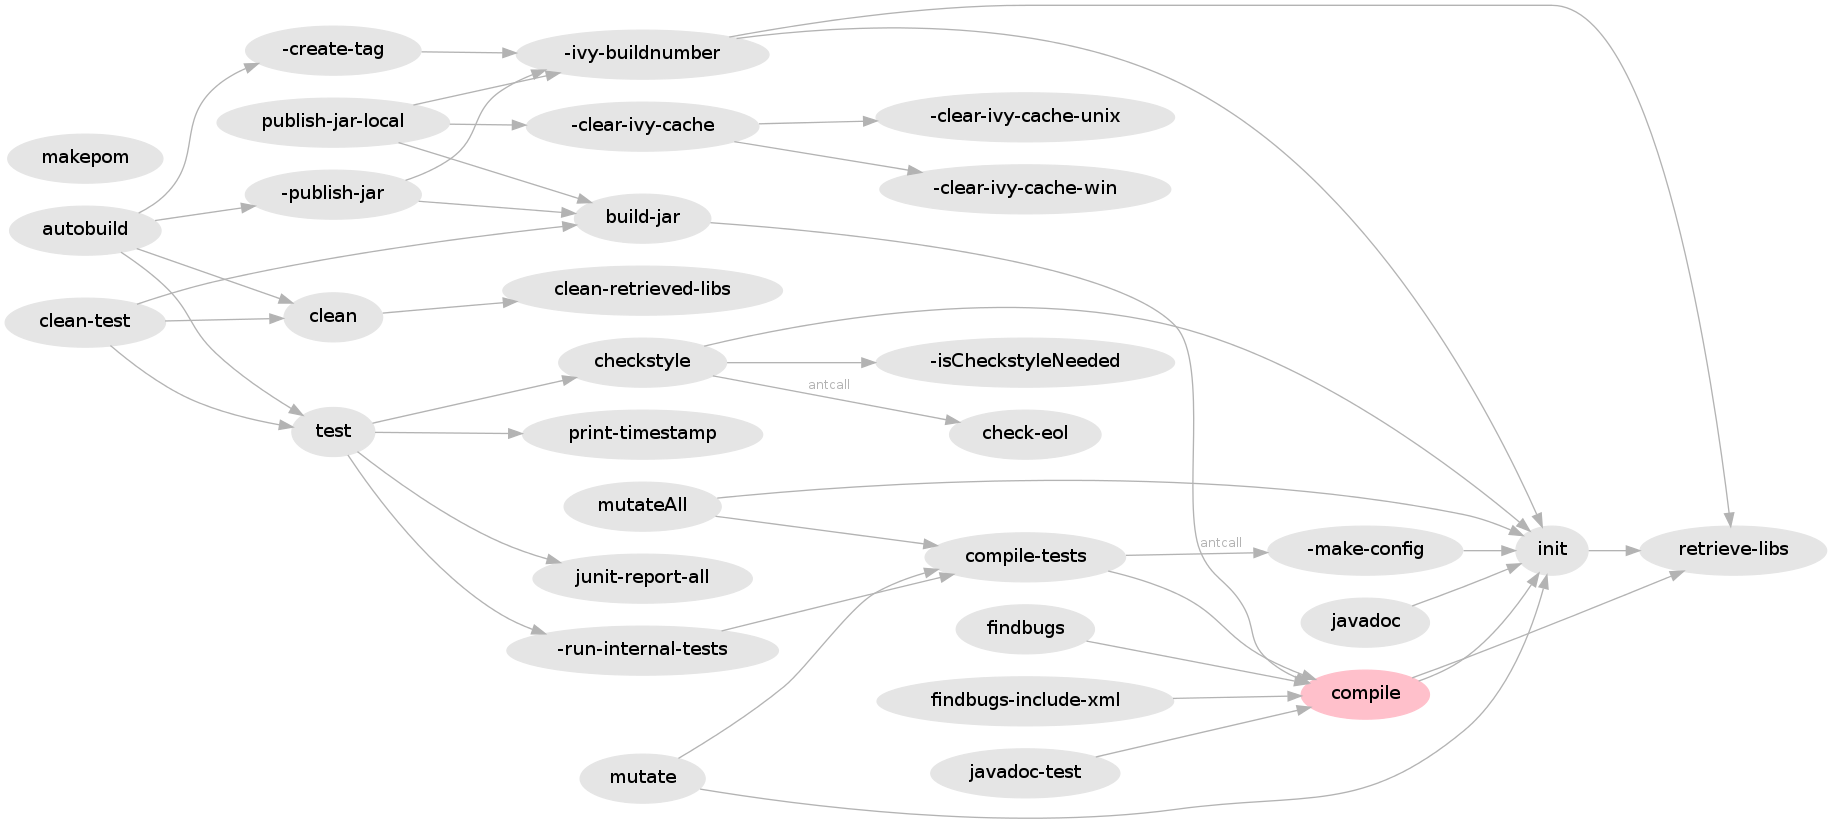 makepom
autobuild
clean-test
-create-tag
publish-jar-local
-publish-jar
clean
test
-ivy-buildnumber
-clear-ivy-cache
build-jar
clean-retrieved-libs
checkstyle
print-timestamp
mutateAll
junit-report-all
-run-internal-tests
mutate
antcall
-clear-ivy-cache-unix
-clear-ivy-cache-win
-isCheckstyleNeeded
check-eol
compile-tests
findbugs
findbugs-include-xml
javadoc-test
antcall
-make-config
javadoc
compile
init
retrieve-libs